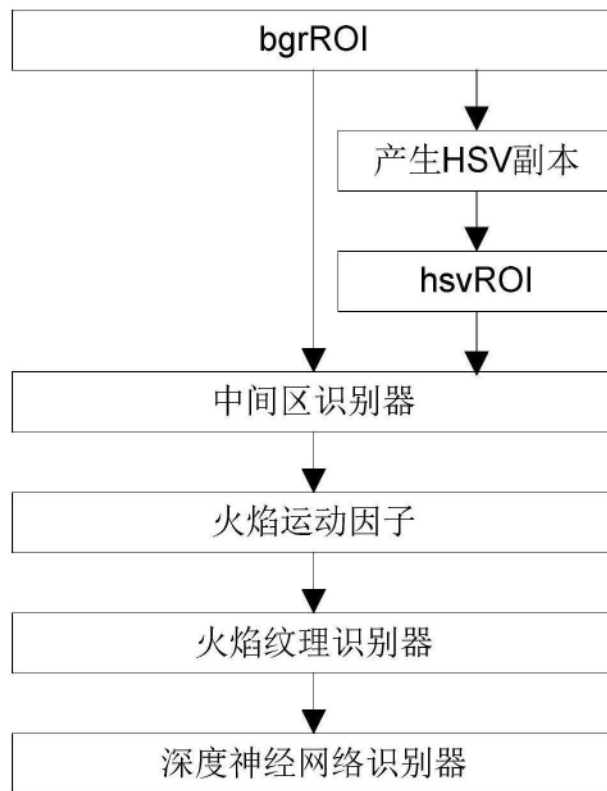 bgrROI
产生HSV副本
hsvROI
中间区识别器
火焰运动因子
火焰纹理识别器
深度神经网络识别器